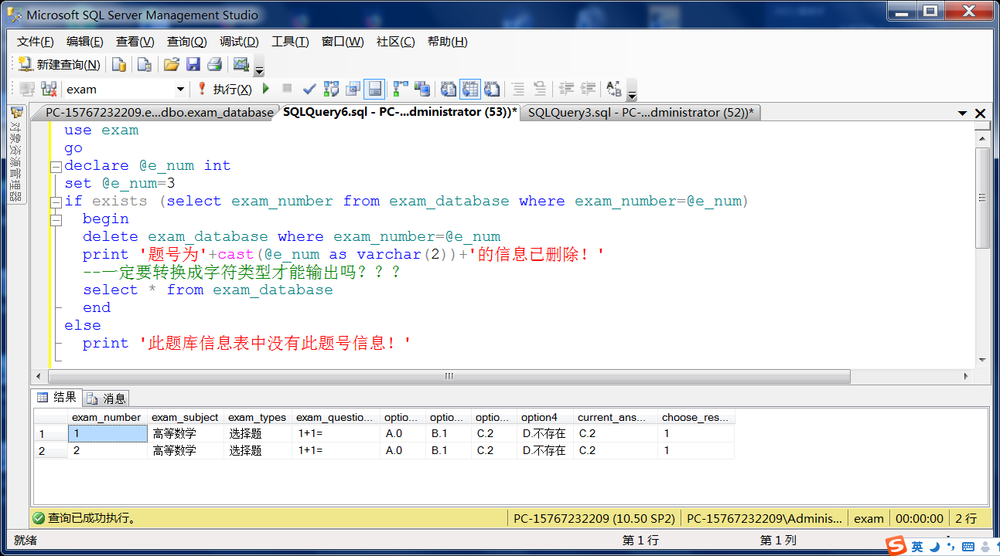 Microsoft SQL Server Management Studio
文件(F) 编辑(E) 查看(V) 查询(Q) 调试(D) 工具(T) 窗口(W) 社区(C) 帮助(H)
新建查询(N)
exam 执行(X)
PC-15767232209.e...dbo.exam_database SQLQuery6.sql - PC-...dministrator (53))* SQLQuery3.sql - PC-...dministrator (52))*
对象资源管理器
use exam
go
declare @e_num int
set @e_num=3
if exists (select exam_number from exam_database where exam_number=@e_num)
begin
delete exam_database where exam_number=@e_num
print '题号为'+cast(@e_num as varchar(2))+'的信息已删除！'
--一定要转换成字符类型才能输出吗？？？
select * from exam_database
end
else
print '此题库信息表中没有此题号信息！'
结果 消息
exam_number exam_subject exam_types exam_questio... optio... optio... optio... option4 current_ans... choose_res...
1 1 高等数学 选择题 1+1= A.0 B.1 C.2 D.不存在 C.2 1
2 2 高等数学 选择题 1+1= A.0 B.1 C.2 D.不存在 C.2 1
查询已成功执行。 PC-15767232209 (10.50 SP2) PC-15767232209\Adminis... exam 00:00:00 2 行
就绪 第 1 行 第 1 列
S 英